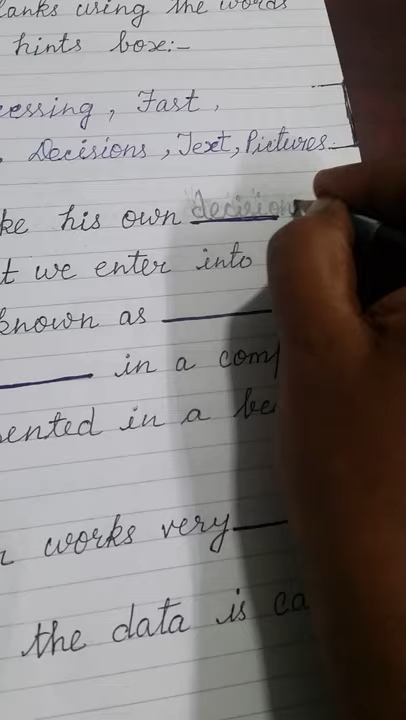 lanks using the words
hints box:-
essing, Fast,
Decisions, Text, Pictures.
ke his own decision
t we enter into
known as
in a comp
ented in a be
works very
the data is ca